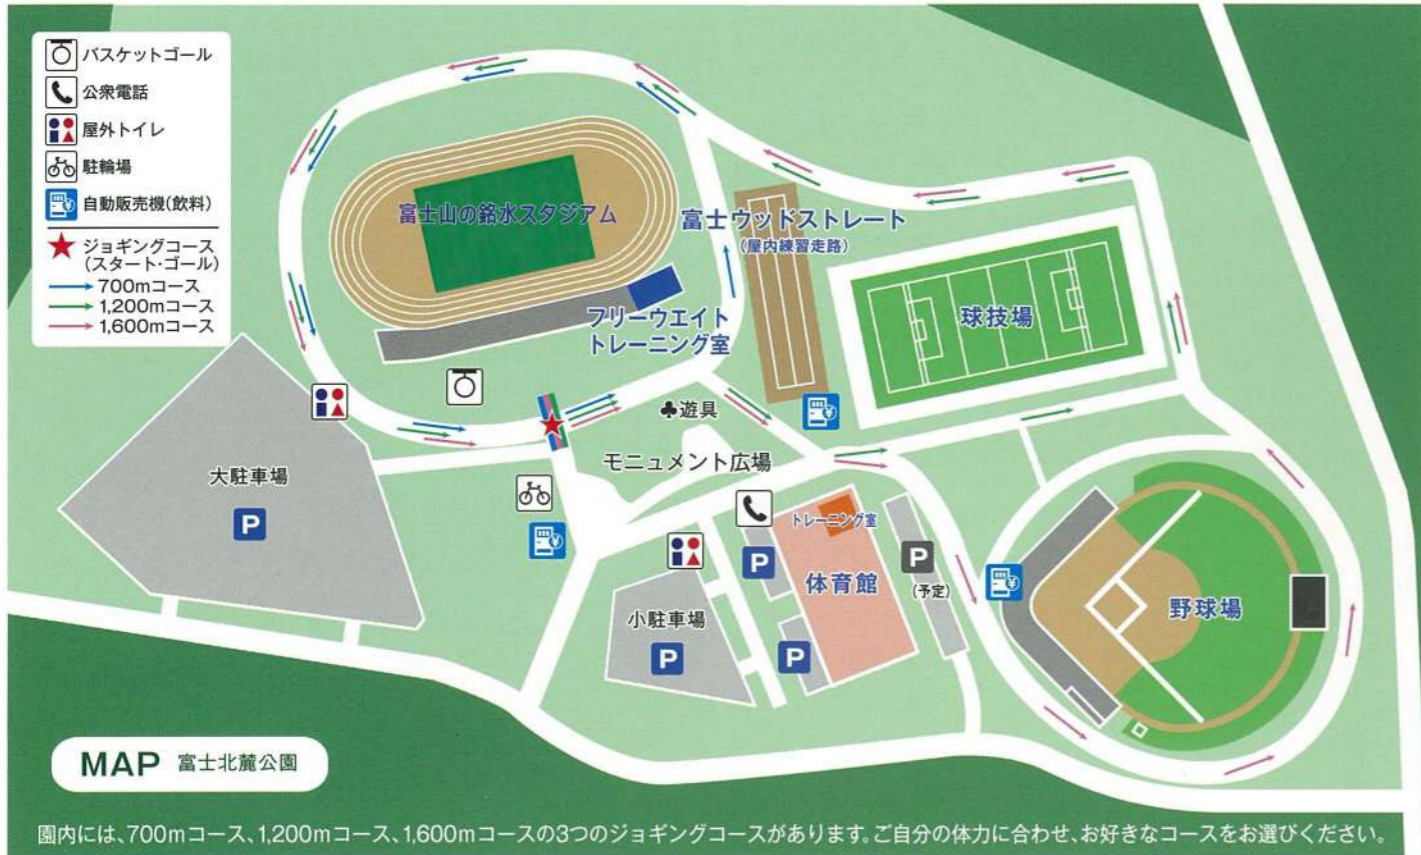 バスケットゴール
公衆電話
屋外トイレ
駐輪場
自動販売機(飲料)
ジョギングコース
(スタート・ゴール)
700mコース
1,200mコース
1,600mコース
富士山の銘水スタジアム
富士ウッドストレート
(屋内練習走路)
フリーウエイト
トレーニング室
球技場
♣遊具
モニュメント広場
大駐車場
P
トレーニング室
体育館
P
P
P
(予定)
小駐車場
P
野球場
MAP 富士北麓公園
園内には、700mコース、1,200mコース、1,600mコースの3つのジョギングコースがあります。ご自分の体力に合わせ、お好きなコースをお選びください。